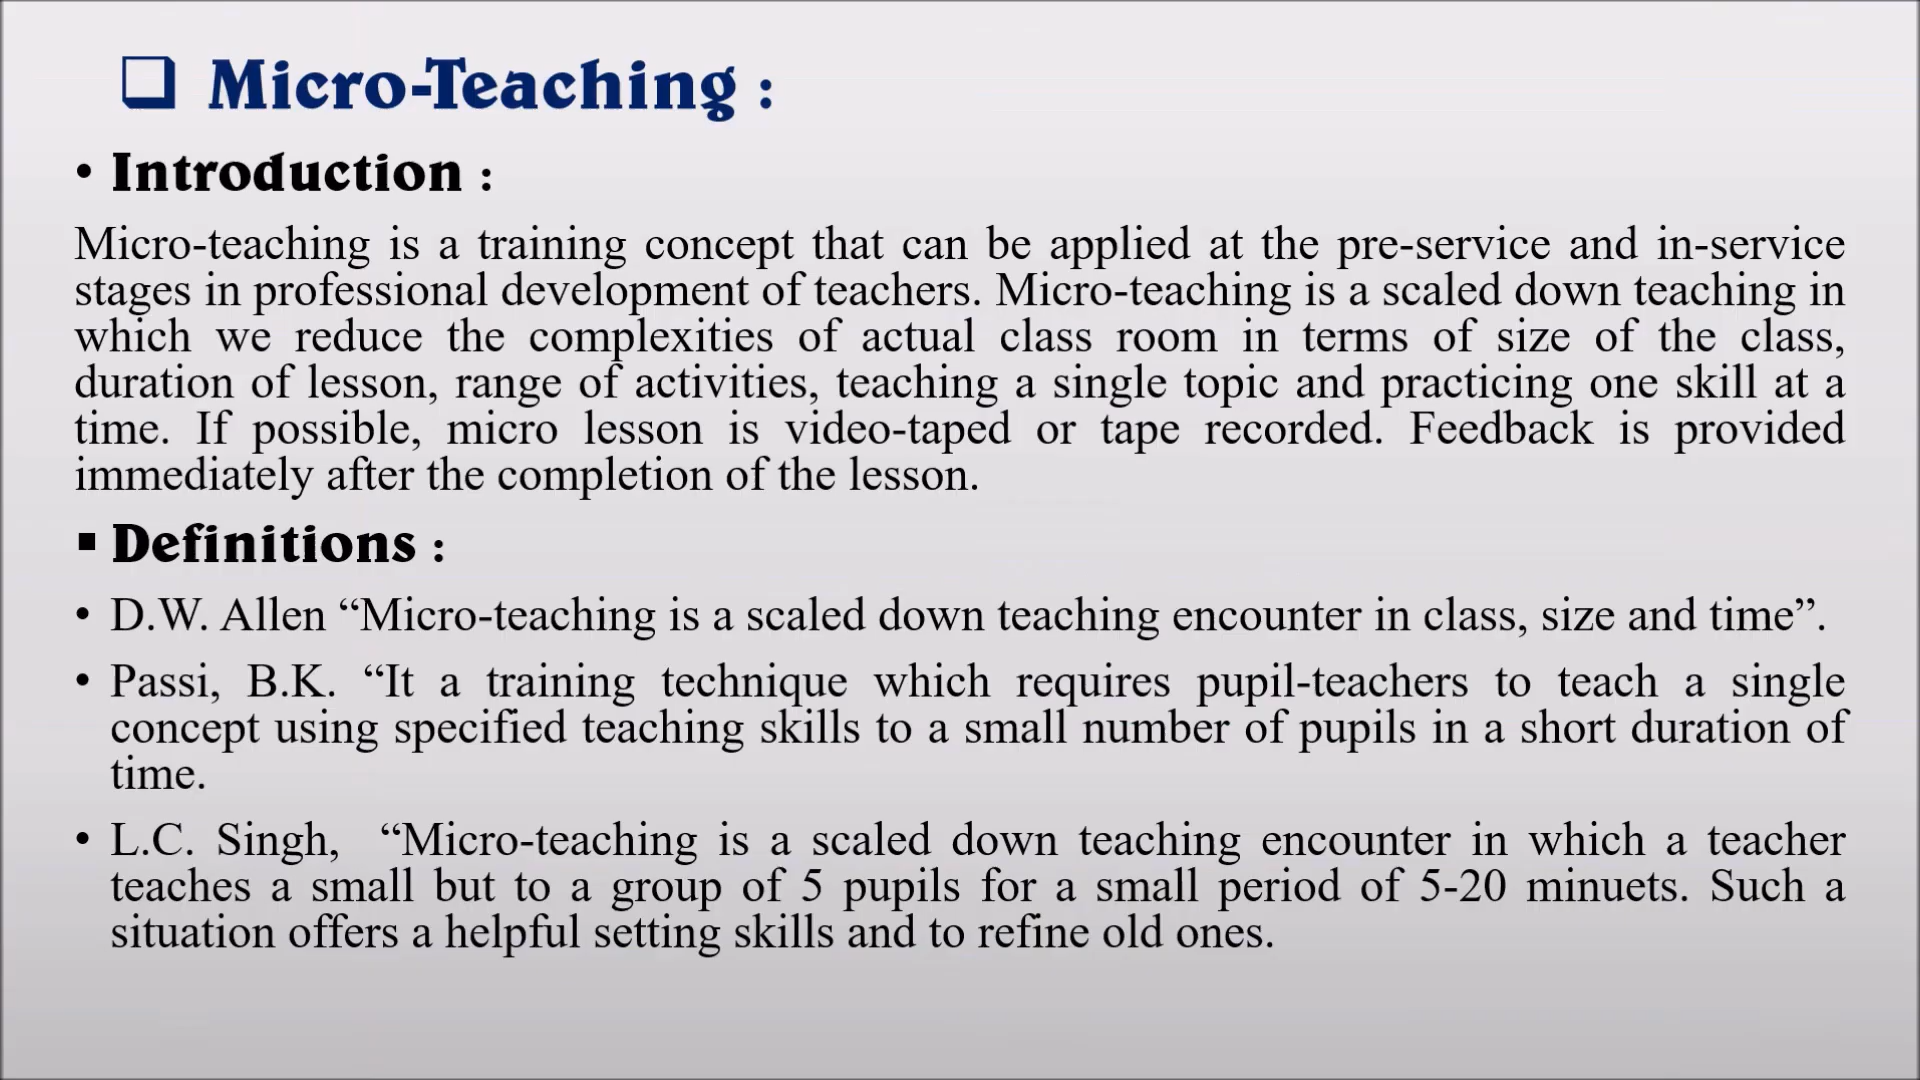 ❑ Micro-Teaching :
• Introduction :
Micro-teaching is a training concept that can be applied at the pre-service and in-service
stages in professional development of teachers. Micro-teaching is a scaled down teaching in
which we reduce the complexities of actual class room in terms of size of the class,
duration of lesson, range of activities, teaching a single topic and practicing one skill at a
time. If possible, micro lesson is video-taped or tape recorded. Feedback is provided
immediately after the completion of the lesson.
▪ Definitions :
• D.W. Allen “Micro-teaching is a scaled down teaching encounter in class, size and time”.
• Passi, B.K. “It a training technique which requires pupil-teachers to teach a single
concept using specified teaching skills to a small number of pupils in a short duration of
time.
• L.C. Singh, “Micro-teaching is a scaled down teaching encounter in which a teacher
teaches a small but to a group of 5 pupils for a small period of 5-20 minuets. Such a
situation offers a helpful setting skills and to refine old ones.